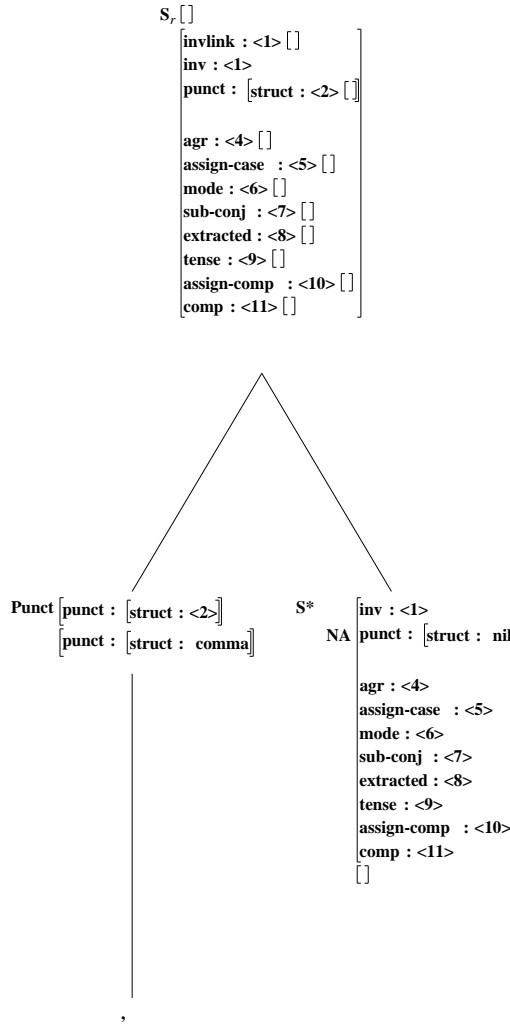 Sr []
invlink : <1> []
inv : <1>
punct : [struct : <2> []]
agr : <4> []
assign-case : <5> []
mode : <6> []
sub-conj : <7> []
extracted : <8> []
tense : <9> []
assign-comp : <10> []
comp : <11> []
Punct [punct : [struct : <2>]]
[punct : [struct : comma]]
S* inv : <1>
NA punct : [struct : nil
agr : <4>
assign-case : <5>
mode : <6>
sub-conj : <7>
extracted : <8>
tense : <9>
assign-comp : <10>
comp : <11>
[]
,